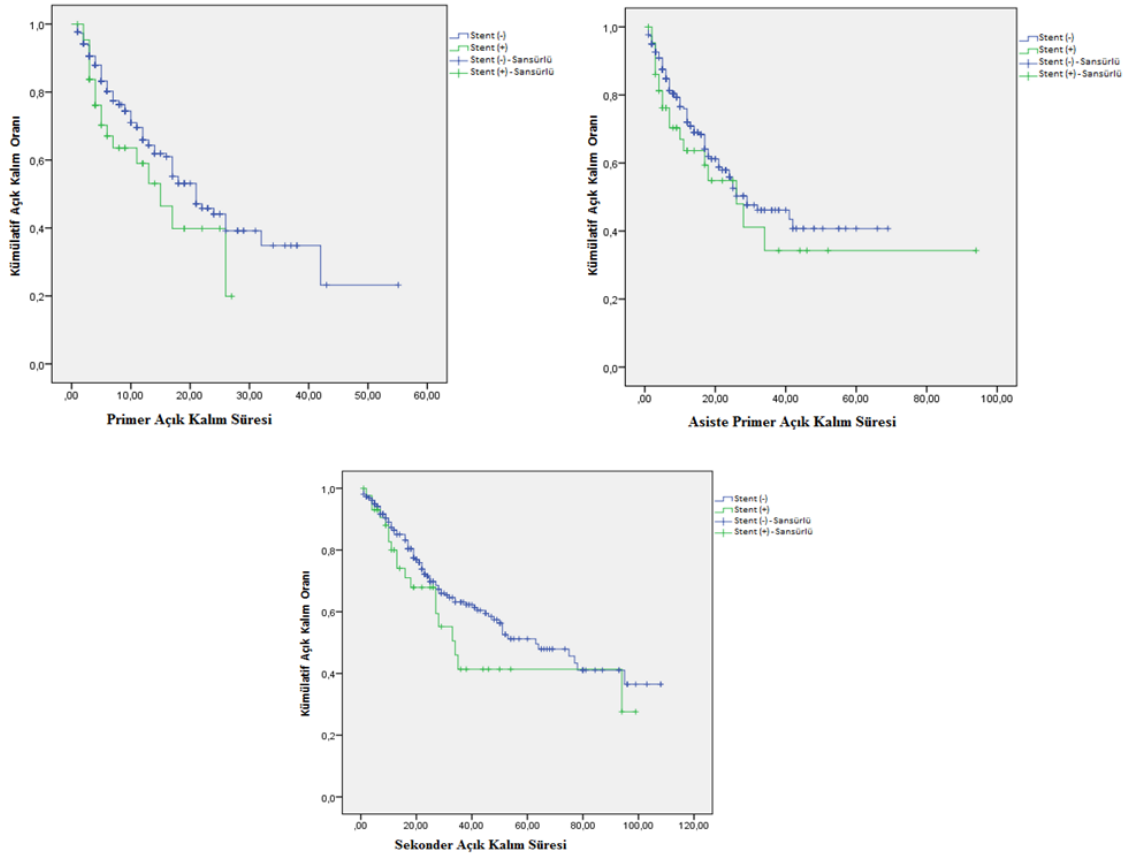 Kümülatif Açık Kalım Oranı
1,0
0,8
0,6
0,4
0,2
0,0
,00
10,00
20,00
30,00
40,00
50,00
60,00
Primer Açık Kalım Süresi
Stent (-)
Stent (+)
Stent (-) - Sansürlü
Stent (+) - Sansürlü
Kümülatif Açık Kalım Oranı
1,0
0,8
0,6
0,4
0,2
0,0
,00
20,00
40,00
60,00
80,00
100,00
Asiste Primer Açık Kalım Süresi
Stent (-)
Stent (+)
Stent (-) - Sansürlü
Stent (+) - Sansürlü
Kümülatif Açık Kalım Oranı
1,0
0,8
0,6
0,4
0,2
0,0
,00
20,00
40,00
60,00
80,00
100,00
120,00
Sekonder Açık Kalım Süresi
Stent (-)
Stent (+)
Stent (-) - Sansürlü
Stent (+) - Sansürlü